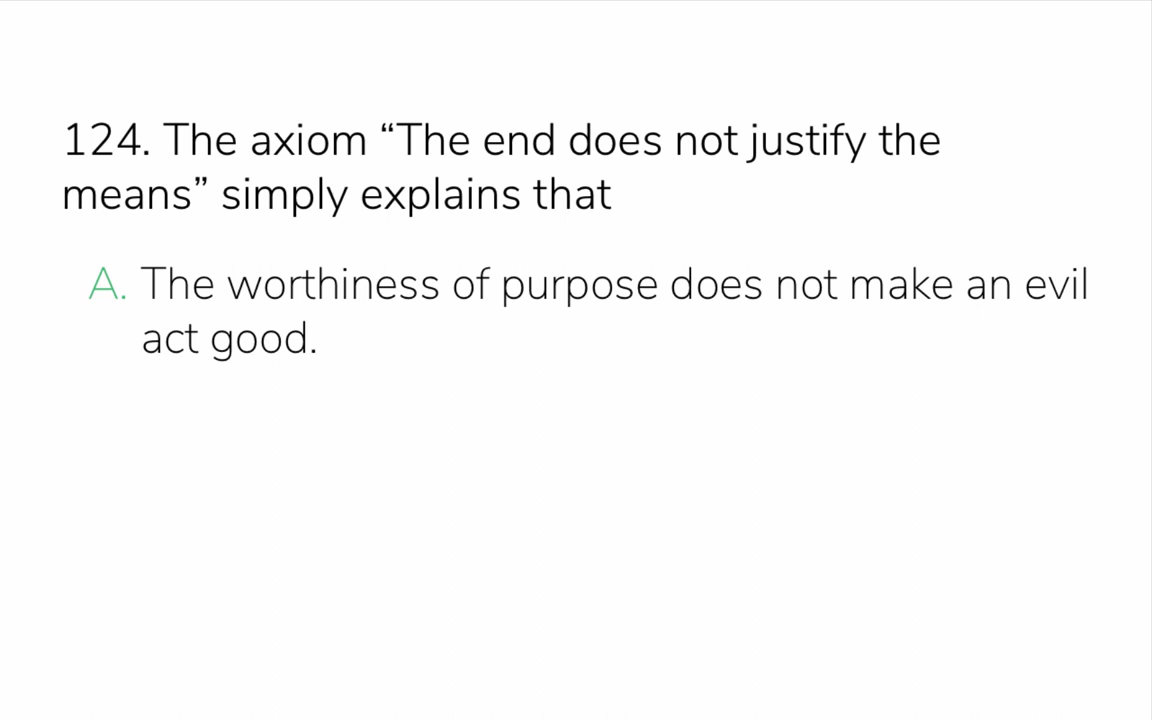 124. The axiom “The end does not justify the
means” simply explains that
A. The worthiness of purpose does not make an evil
act good.